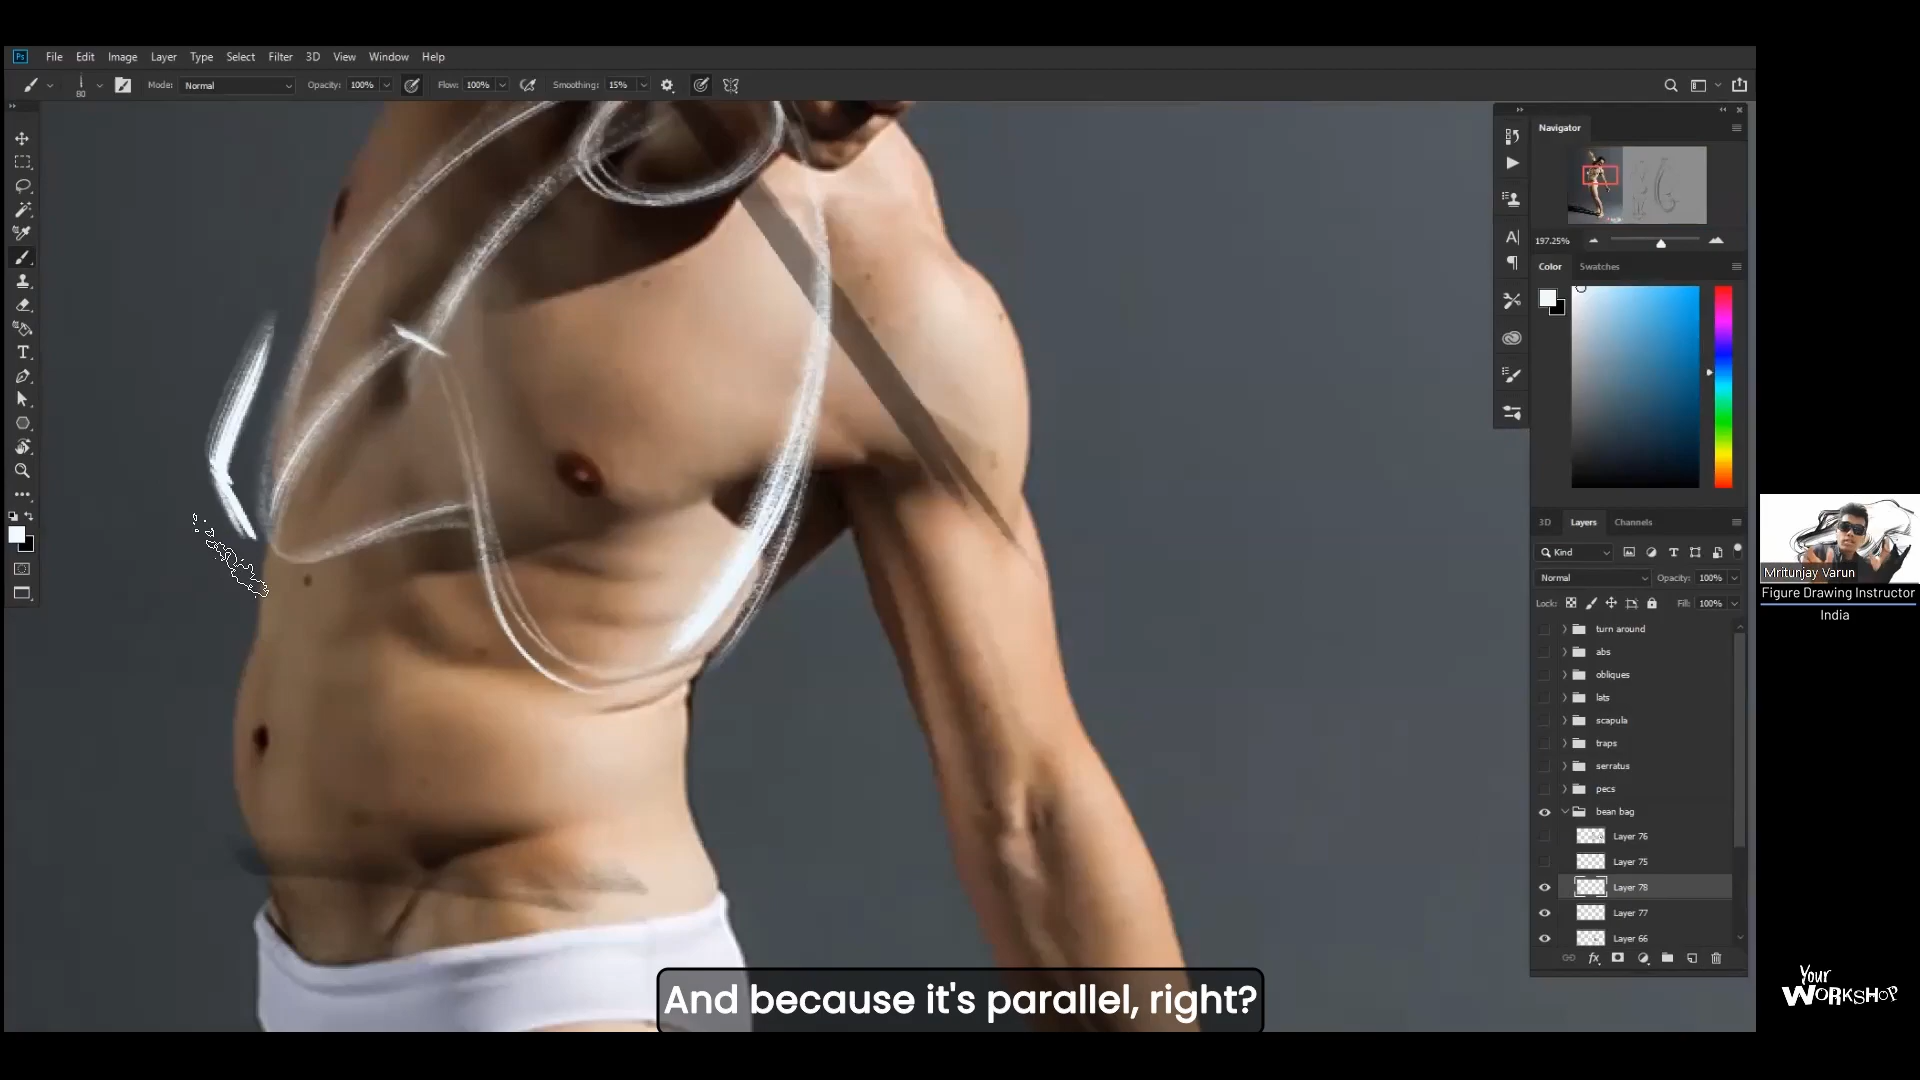 Ps File Edit Image Layer Type Select Filter 3D View Window Help
80 Mode: Normal Opacity: 100% Flow: 100% Smoothing: 15%
Navigator
197.25%
Color Swatches
3D Layers Channels
Kind
Normal Opacity: 100%
Lock: Fill: 100%
turn around
abs
obliques
lats
scapula
traps
serratus
pecs
bean bag
Layer 76
Layer 75
Layer 78
Layer 77
Layer 66
Mritunjay Varun
Figure Drawing Instructor
India
Your
WORKSHOP
And because it's parallel, right?